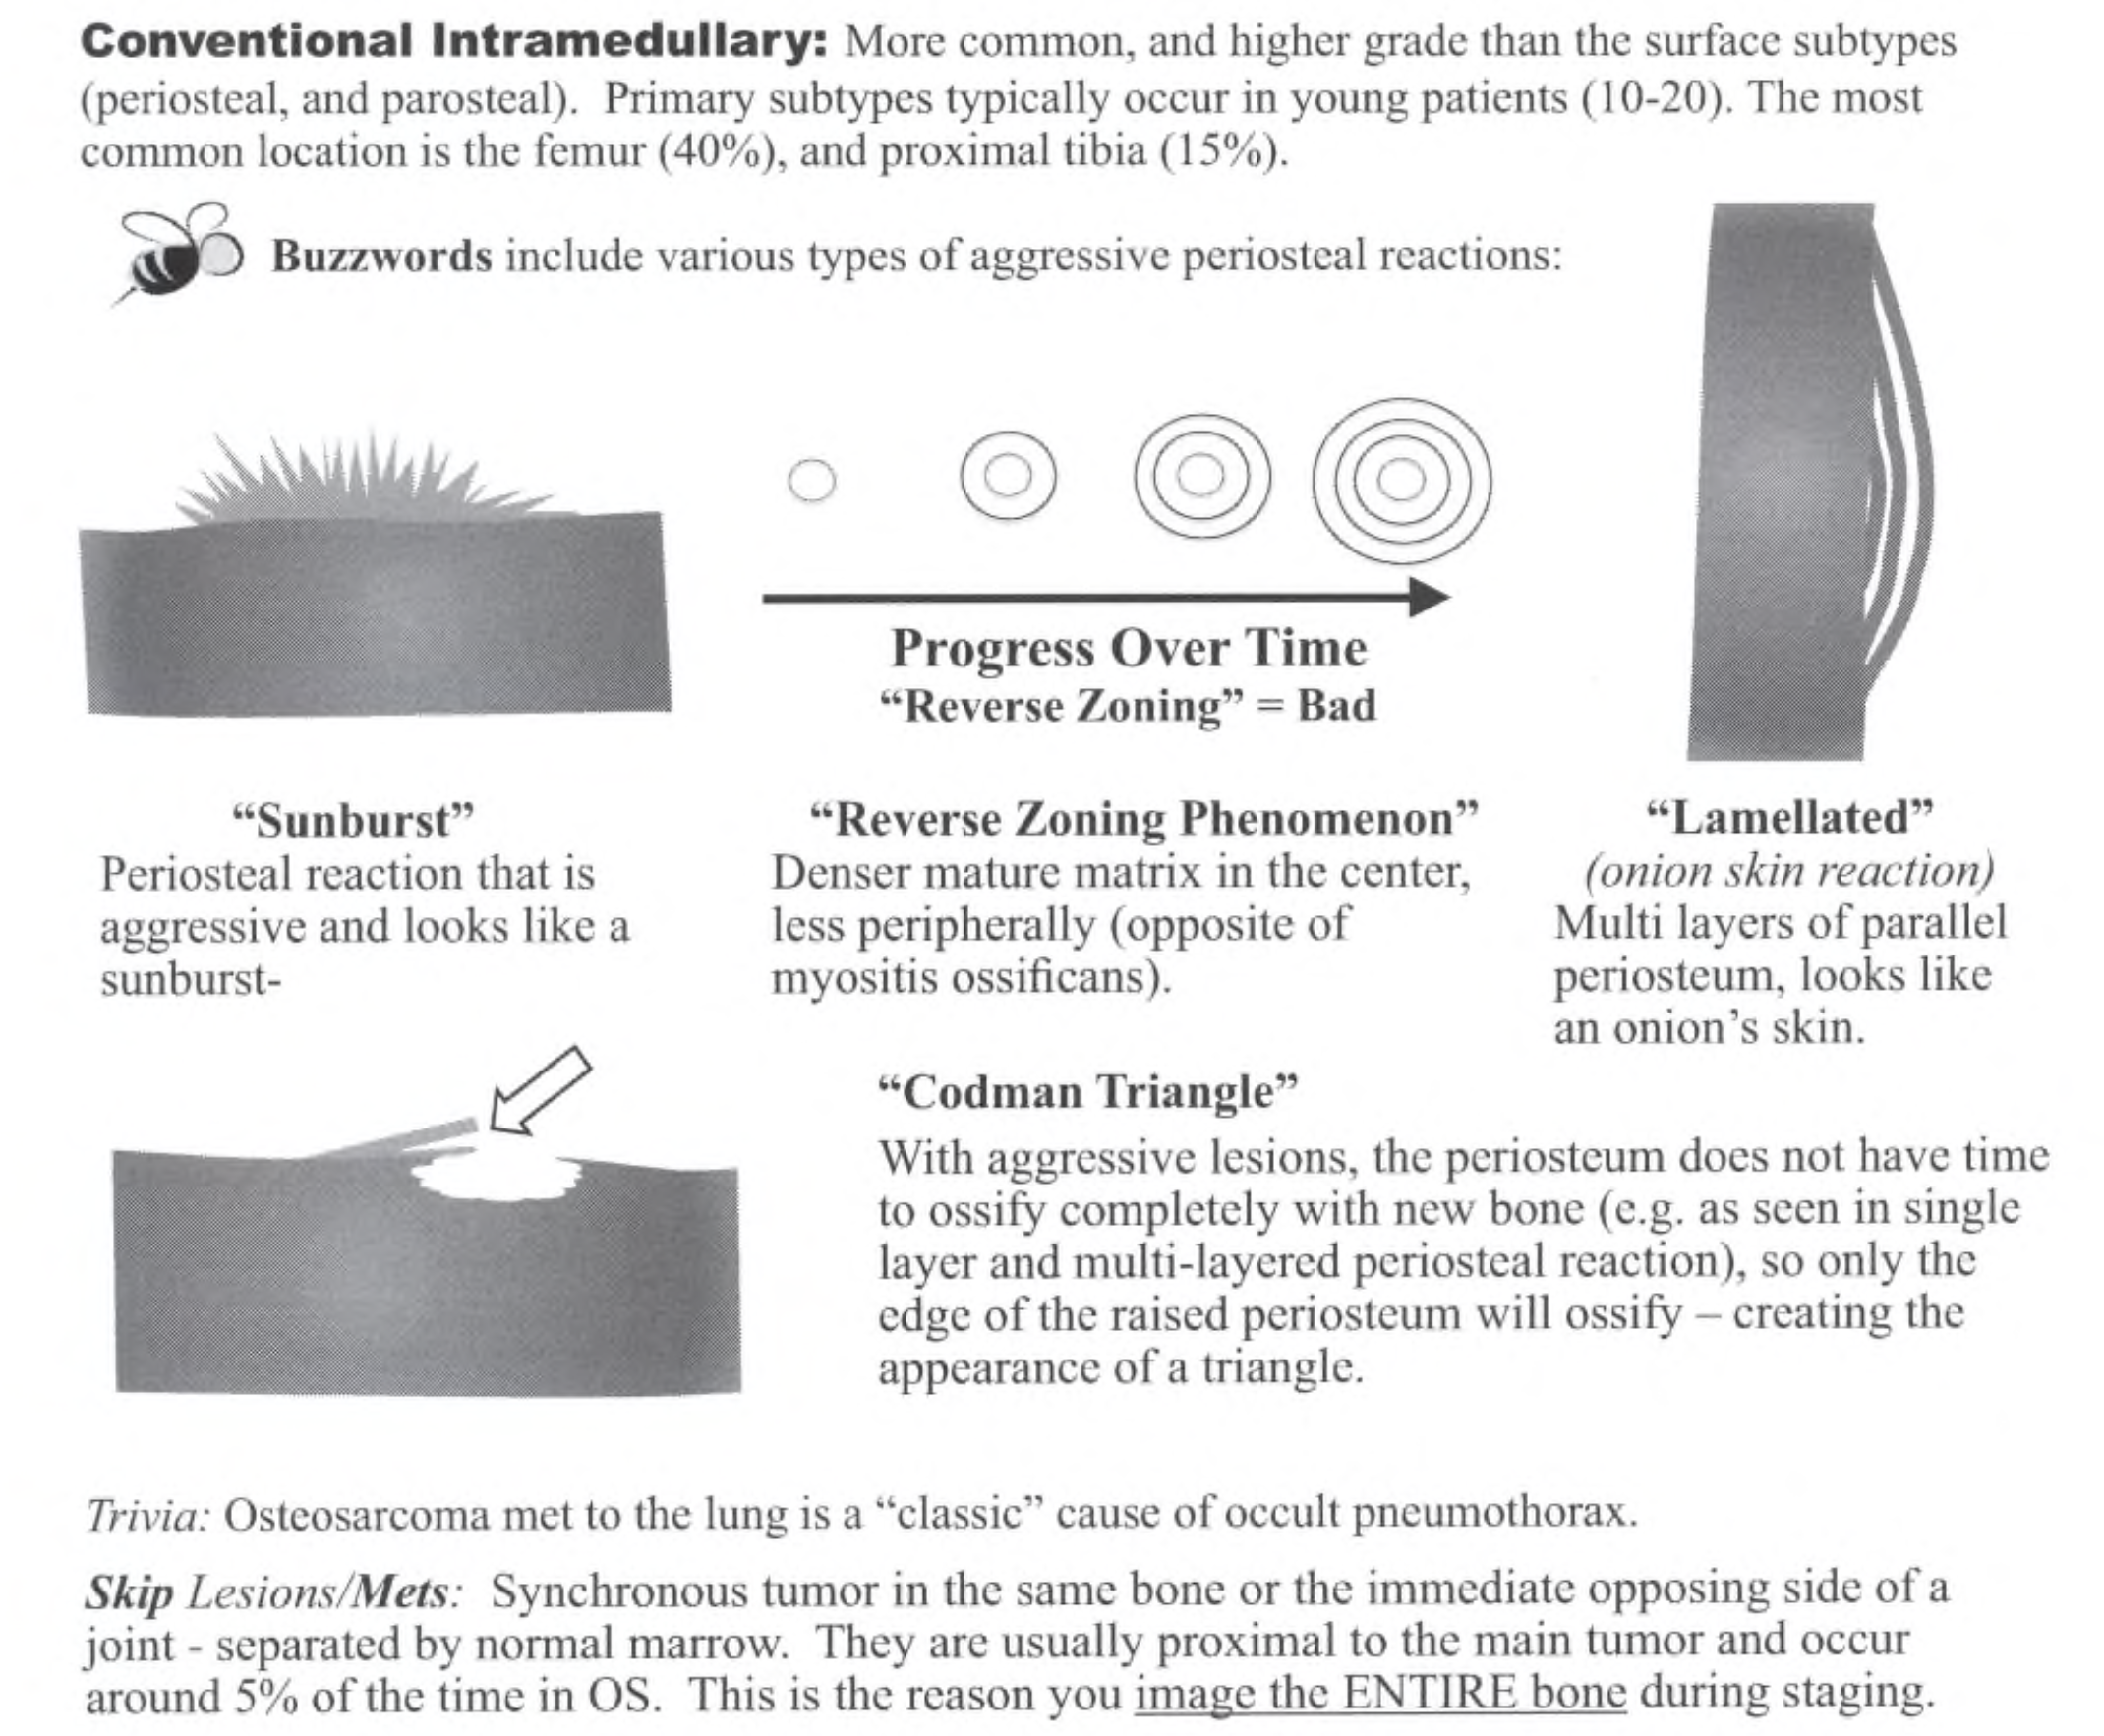 Conventional Intramedullary: More common, and higher grade than the surface subtypes
(periosteal, and parosteal). Primary subtypes typically occur in young patients (10-20). The most
common location is the femur (40%), and proximal tibia (15%).
Buzzwords include various types of aggressive periosteal reactions:
Progress Over Time
“Reverse Zoning” = Bad
“Sunburst”
Periosteal reaction that is
aggressive and looks like a
sunburst-
“Reverse Zoning Phenomenon”
Denser mature matrix in the center,
less peripherally (opposite of
myositis ossificans).
“Lamellated”
(onion skin reaction)
Multi layers of parallel
periosteum, looks like
an onion’s skin.
“Codman Triangle”
With aggressive lesions, the periosteum does not have time
to ossify completely with new bone (e.g. as seen in single
layer and multi-layered periosteal reaction), so only the
edge of the raised periosteum will ossify – creating the
appearance of a triangle.
Trivia: Osteosarcoma met to the lung is a “classic” cause of occult pneumothorax.
Skip Lesions/Mets: Synchronous tumor in the same bone or the immediate opposing side of a
joint - separated by normal marrow. They are usually proximal to the main tumor and occur
around 5% of the time in OS. This is the reason you image the ENTIRE bone during staging.